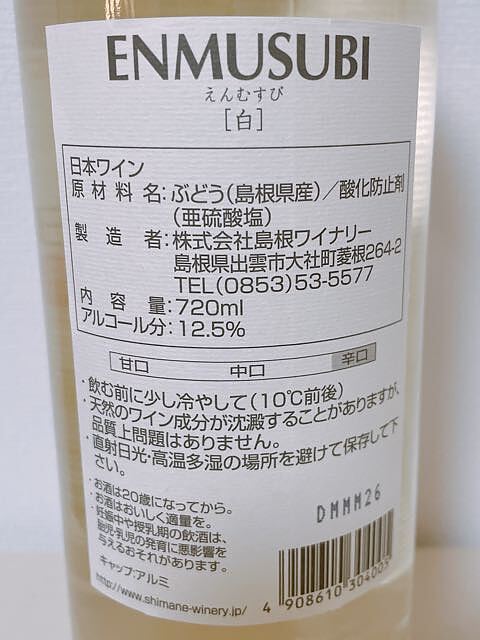 ENMUSUBI
えんむすび
[白]
日本ワイン
原材料名:ぶどう(島根県産)／酸化防止剤
(亜硫酸塩)
製造者:株式会社島根ワイナリー
島根県出雲市大社町菱根264-2
TEL(0853)53-5577
内容量:720ml
アルコール分:12.5%
甘口 中口 辛口
・飲む前に少し冷やして(10℃前後)
・天然のワイン成分が沈澱することがありますが、
品質上問題はありません。
・直射日光・高温多湿の場所を避けて保存して下
さい。
・お酒は20歳になってから。
・お酒はおいしく適量を。
・妊娠中や授乳期の飲酒は、
胎児・乳児の発育に悪影響を
与えるおそれがあります。
キャップ:アルミ
http://www.shimane-winery.jp/
DMMM26
4 908610 304003